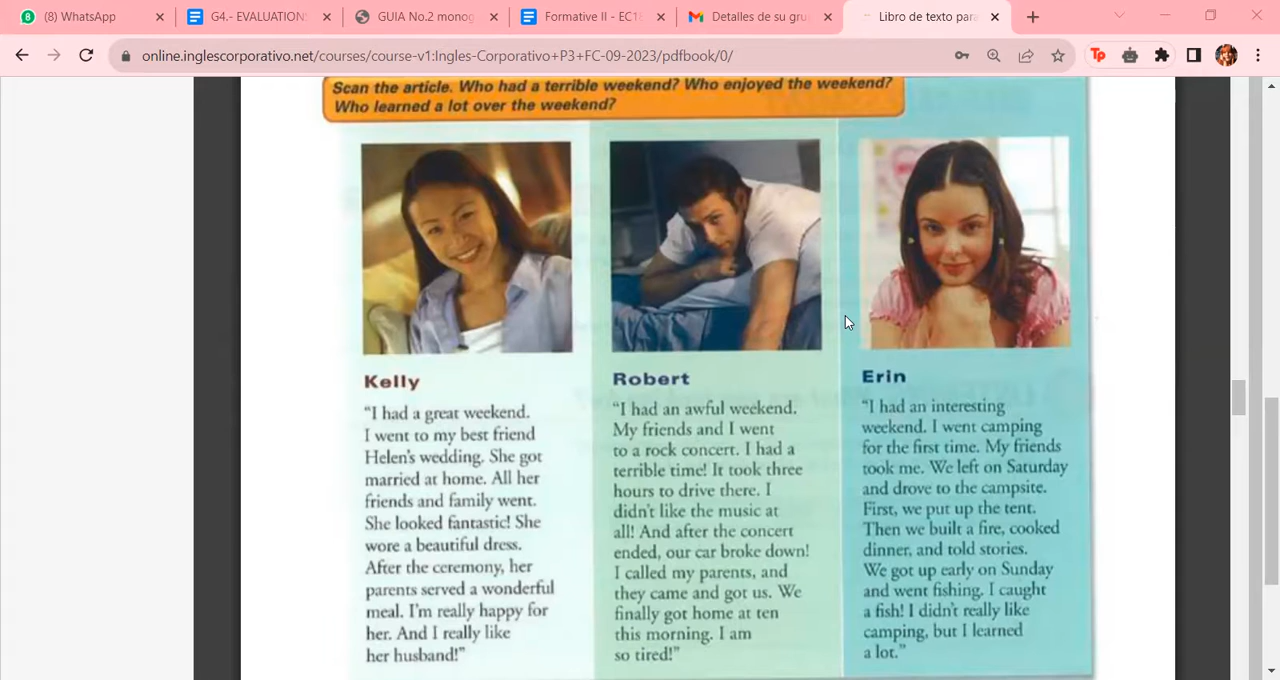 (8) WhatsApp
G4.- EVALUATION
GUIA No.2 monog
Formative II - EC1
Detalles de su gru
Libro de texto para
online.inglescorporativo.net/courses/course-v1:Ingles-Corporativo+P3+FC-09-2023/pdfbook/0/
Scan the article. Who had a terrible weekend? Who enjoyed the weekend?
Who learned a lot over the weekend?
Kelly
"I had a great weekend.
I went to my best friend
Helen's wedding. She got
married at home. All her
friends and family went.
She looked fantastic! She
wore a beautiful dress.
After the ceremony, her
parents served a wonderful
meal. I'm really happy for
her. And I really like
her husband!"
Robert
"I had an awful weekend.
My friends and I went
to a rock concert. I had a
terrible time! It took three
hours to drive there. I
didn't like the music at
all! And after the concert
ended, our car broke down!
I called my parents, and
they came and got us. We
finally got home at ten
this morning. I am
so tired!"
Erin
"I had an interesting
weekend. I went camping
for the first time. My friends
took me. We left on Saturday
and drove to the campsite.
First, we put up the tent.
Then we built a fire, cooked
dinner, and told stories.
We got up early on Sunday
and went fishing. I caught
a fish! I didn't really like
camping, but I learned
a lot."